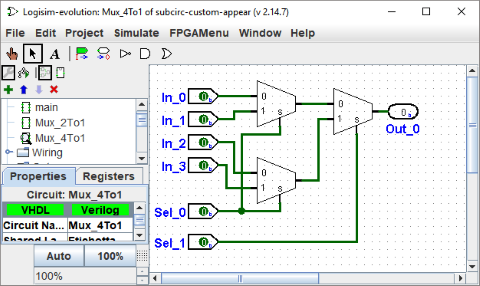 Logisim-evolution: Mux_4To1 of subcirc-custom-appear (v 2.14.7)
File Edit Project Simulate FPGAMenu Window Help
A
main
Mux_2To1
Mux_4To1
Wiring
Properties Registers
Circuit: Mux_4To1
VHDL Verilog
Circuit Na... Mux_4To1
Shared La... Etichetta
Auto 100%
100%
In_0 0
In_1 0
In_2 0
In_3 0
Sel_0 0
Sel_1 0
0
1 s
0
1 s
0
1 s
0
Out_0